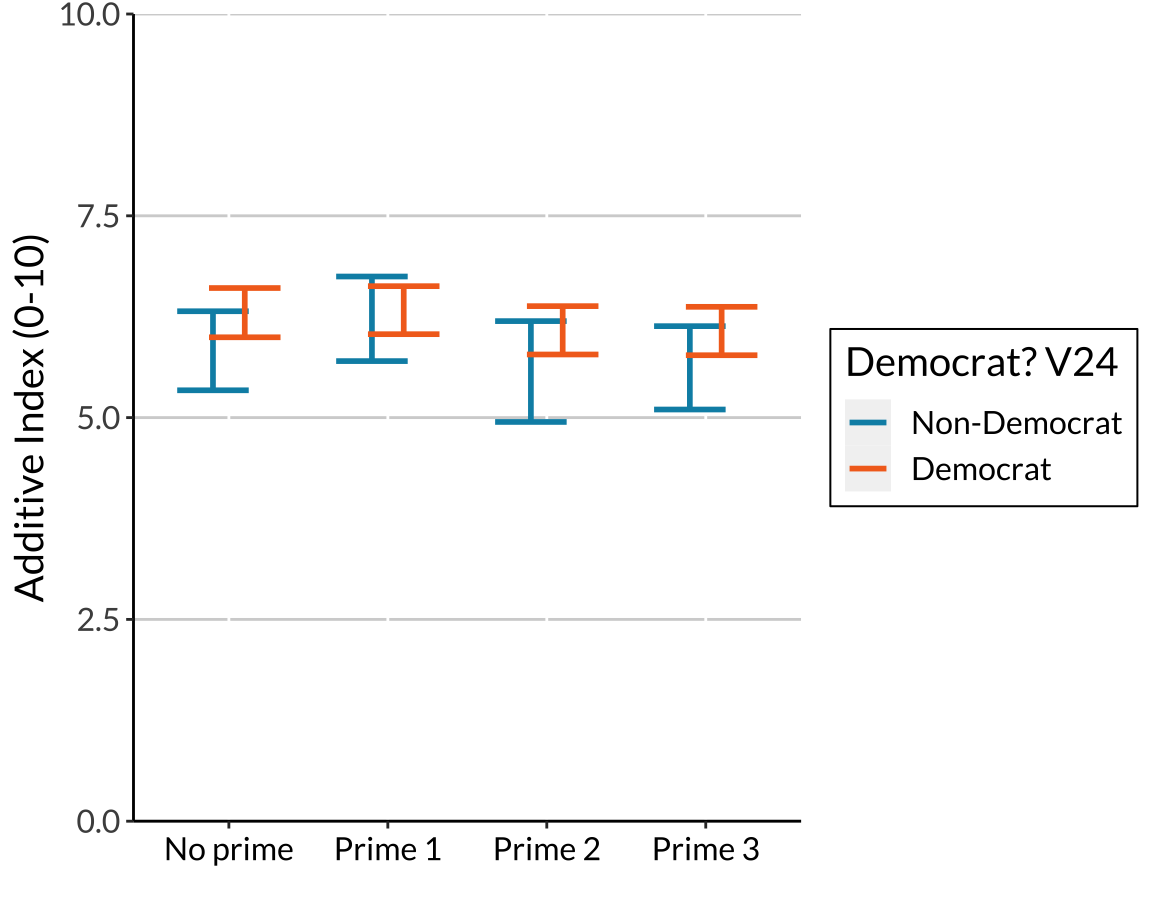 10.0
7.5
5.0
2.5
0.0
Additive Index (0-10)
No prime
Prime 1
Prime 2
Prime 3
Democrat? V24
Non-Democrat
Democrat